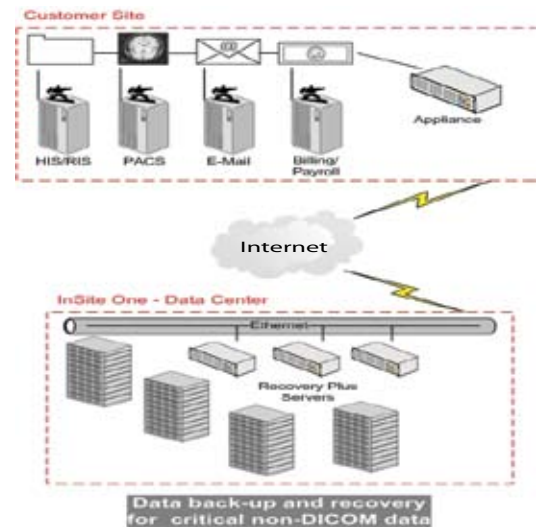 Customer Site
@
HIS/RIS
PACS
E-Mail
Billing/
Payroll
Appliance
Internet
InSite One - Data Center
Ethernet
Recovery Plus
Servers
Data back-up and recovery
for critical non-DICOM data